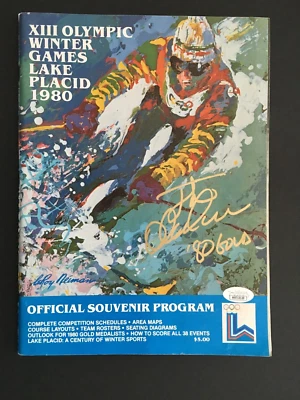 XIII OLYMPIC
WINTER
GAMES LAKE
PLACID
1980
80 GOLD
LeRoy Neiman
OFFICIAL SOUVENIR PROGRAM
COMPLETE COMPETITION SCHEDULES • AREA MAPS
COURSE LAYOUTS • TEAM ROSTERS • SEATING DIAGRAMS
OUTLOOK FOR 1980 GOLD MEDALISTS • HOW TO SCORE ALL 38 EVENTS
LAKE PLACID: A CENTURY OF WINTER SPORTS $5.00